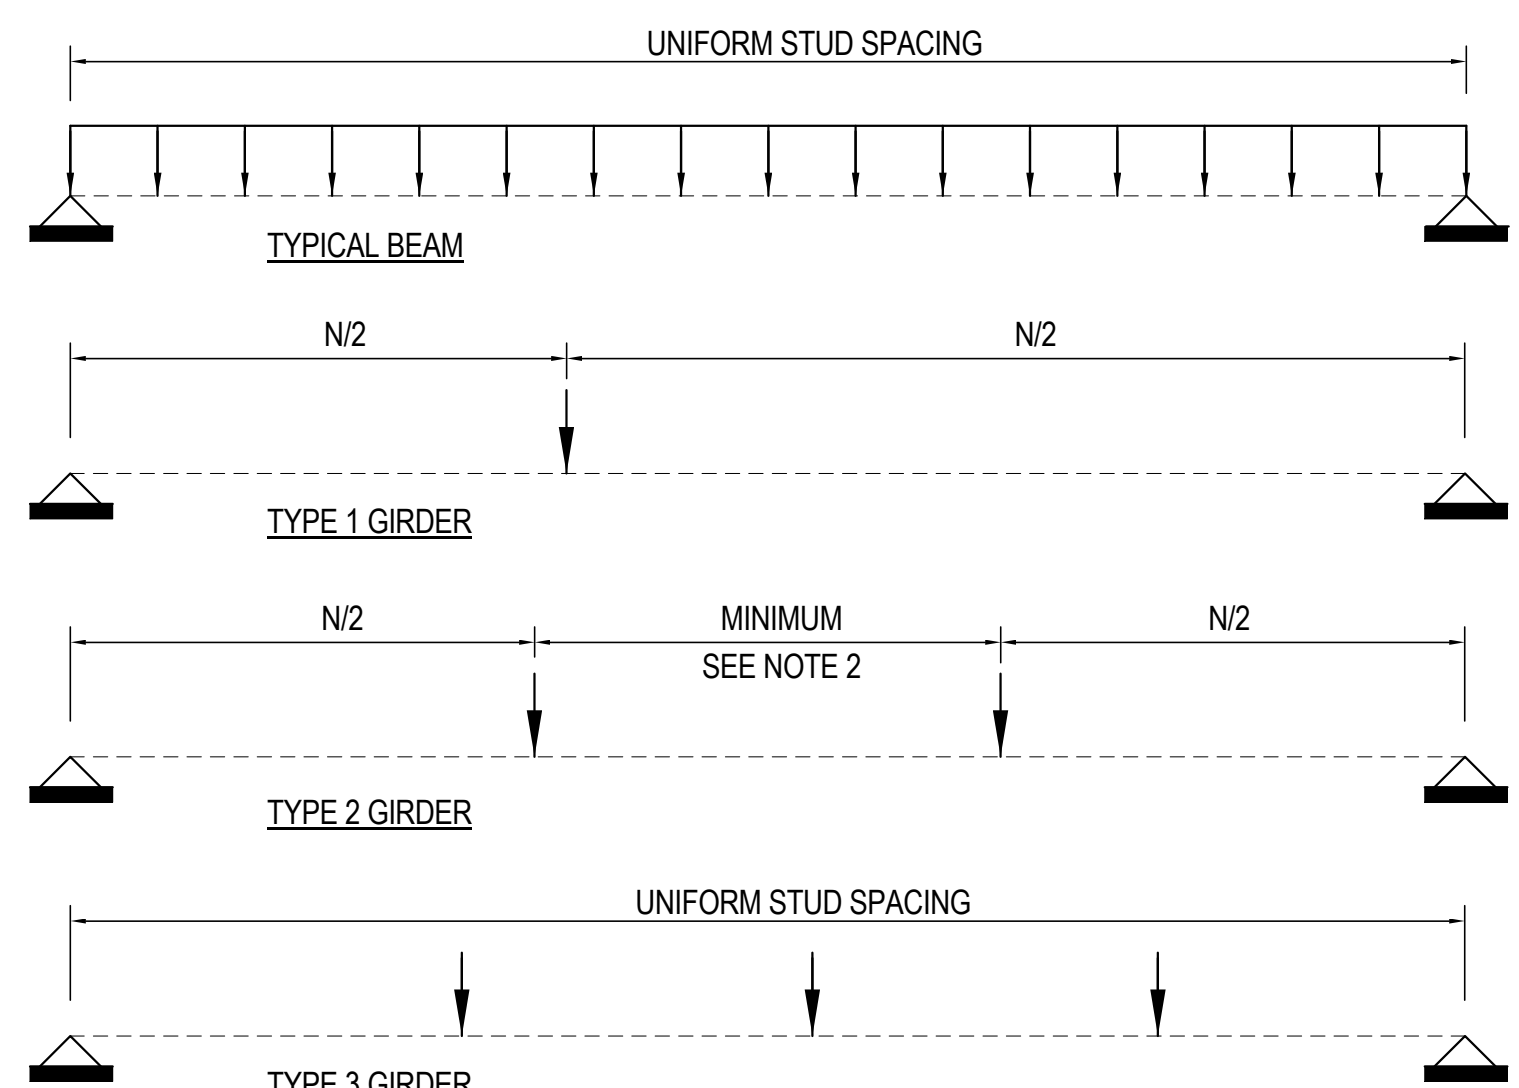 UNIFORM STUD SPACING
TYPICAL BEAM
N/2 N/2
TYPE 1 GIRDER
N/2 MINIMUM N/2
SEE NOTE 2
TYPE 2 GIRDER
UNIFORM STUD SPACING
TYPE 3 GIRDER